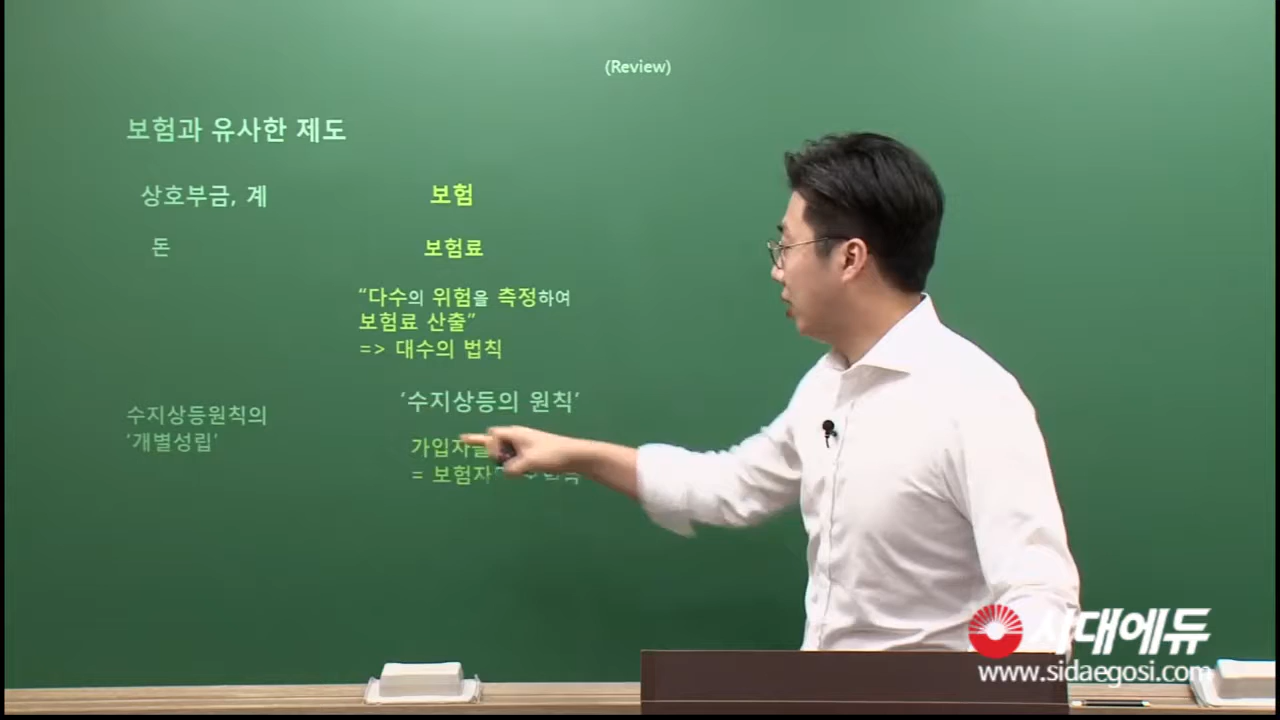 (Review)
보험과 유사한 제도
상호부금, 계
보험
돈
보험료
“다수의 위험을 측정하여
보험료 산출”
=> 대수의 법칙
수지상등원칙의
‘개별성립’
‘수지상등의 원칙’
= 보험자
시대에듀
www.sidaegosi.com